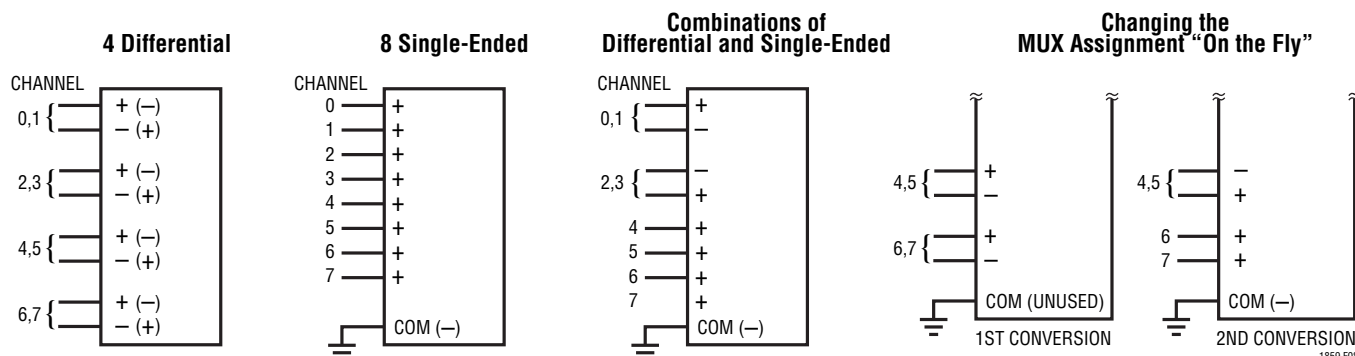 4 Differential
CHANNEL
0,1 { + (–)
– (+)
2,3 { + (–)
– (+)
4,5 { + (–)
– (+)
6,7 { + (–)
– (+)
8 Single-Ended
CHANNEL
0 +
1 +
2 +
3 +
4 +
5 +
6 +
7 +
COM (–)
Combinations of
Differential and Single-Ended
CHANNEL
0,1 { +
–
2,3 { –
+
4 +
5 +
6 +
7 +
COM (–)
Changing the
MUX Assignment “On the Fly”
4,5 { +
–
6,7 { +
–
COM (UNUSED)
1ST CONVERSION
4,5 { –
+
6 +
7 +
COM (–)
2ND CONVERSION